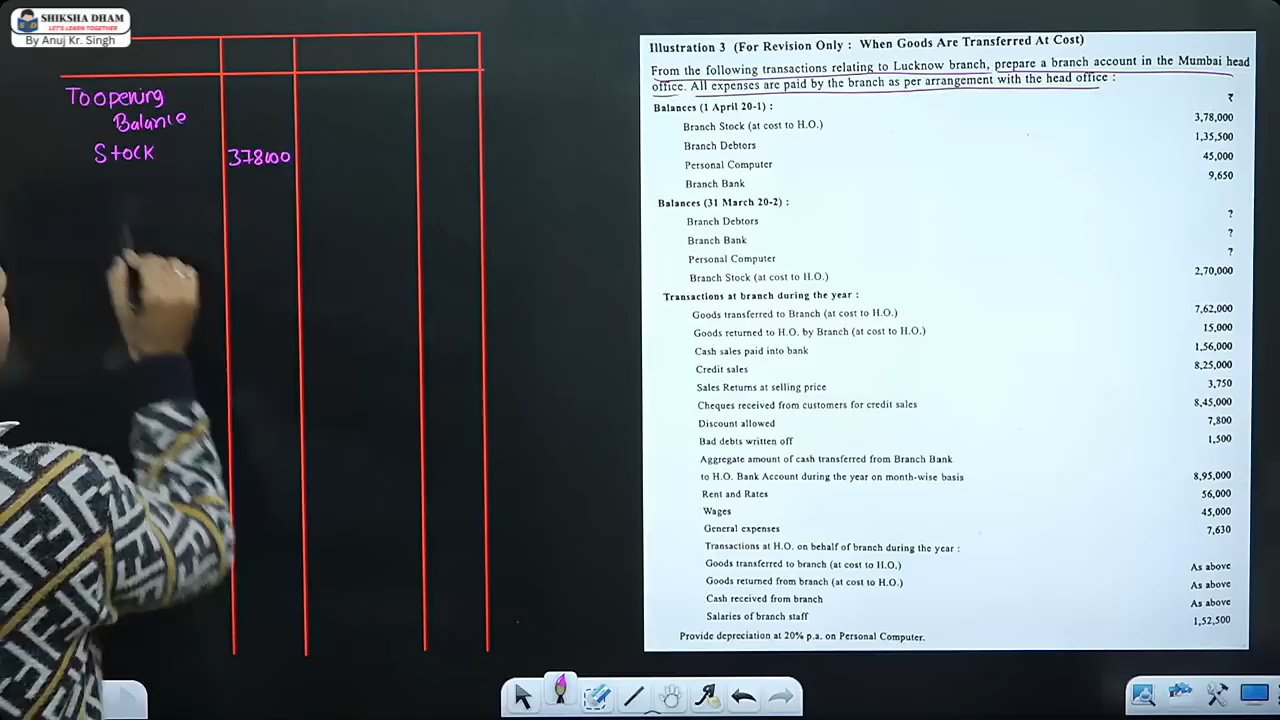 SHIKSHA DHAM
LET'S LEARN TOGETHER
By Anuj Kr. Singh
To opening
Balance
Stock 378000
Illustration 3 (For Revision Only : When Goods Are Transferred At Cost)
From the following transactions relating to Lucknow branch, prepare a branch account in the Mumbai head
office. All expenses are paid by the branch as per arrangement with the head office :
Balances (1 April 20-1) : ₹
Branch Stock (at cost to H.O.) 3,78,000
Branch Debtors 1,35,500
Personal Computer 45,000
Branch Bank 9,650
Balances (31 March 20-2) :
Branch Debtors ?
Branch Bank ?
Personal Computer ?
Branch Stock (at cost to H.O.) 2,70,000
Transactions at branch during the year :
Goods transferred to Branch (at cost to H.O.) 7,62,000
Goods returned to H.O. by Branch (at cost to H.O.) 15,000
Cash sales paid into bank 1,56,000
Credit sales 8,25,000
Sales Returns at selling price 3,750
Cheques received from customers for credit sales 8,45,000
Discount allowed 7,800
Bad debts written off 1,500
Aggregate amount of cash transferred from Branch Bank
to H.O. Bank Account during the year on month-wise basis 8,95,000
Rent and Rates 56,000
Wages 45,000
General expenses 7,630
Transactions at H.O. on behalf of branch during the year :
Goods transferred to branch (at cost to H.O.) As above
Goods returned from branch (at cost to H.O.) As above
Cash received from branch As above
Salaries of branch staff 1,52,500
Provide depreciation at 20% p.a. on Personal Computer.